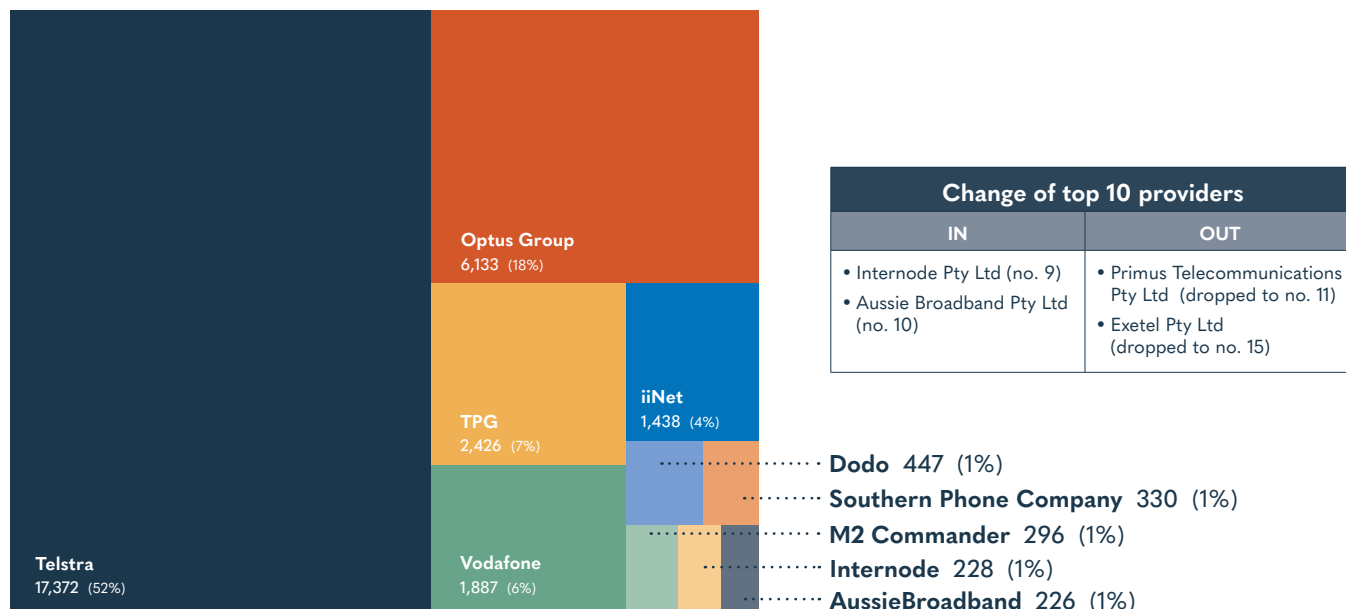 Optus Group
6,133 (18%)
TPG
2,426 (7%)
iiNet
1,438 (4%)
Telstra
17,372 (52%)
Vodafone
1,887 (6%)
Change of top 10 providers
IN
OUT
• Internode Pty Ltd (no. 9)
• Aussie Broadband Pty Ltd
(no. 10)
• Primus Telecommunications
Pty Ltd (dropped to no. 11)
• Exetel Pty Ltd
(dropped to no. 15)
Dodo 447 (1%)
Southern Phone Company 330 (1%)
M2 Commander 296 (1%)
Internode 228 (1%)
AussieBroadband 226 (1%)